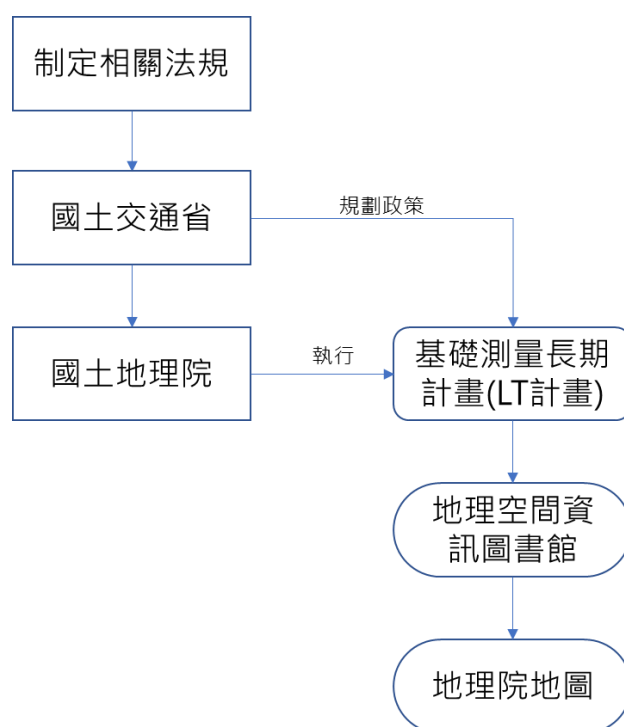 制定相關法規
國土交通省
規劃政策
國土地理院
執行
基礎測量長期
計畫(LT計畫)
地理空間資
訊圖書館
地理院地圖